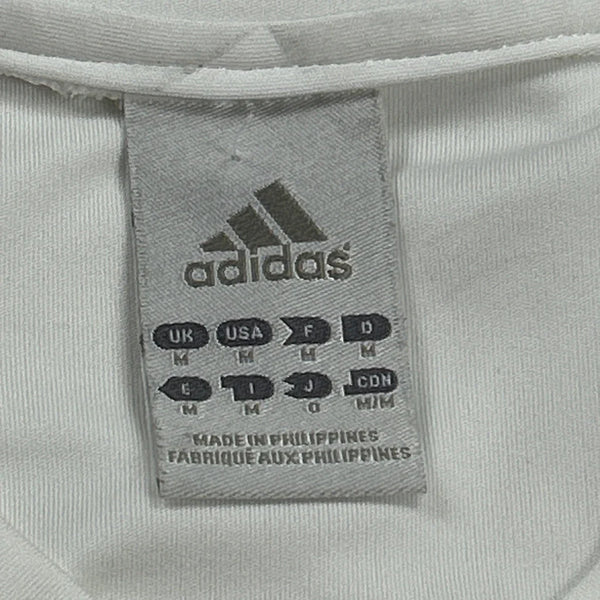 adidas
UK USA F D
M M M M
E I J CDN
M M O M/M
MADE IN PHILIPPINES
FABRIQUÉ AUX PHILIPPINES